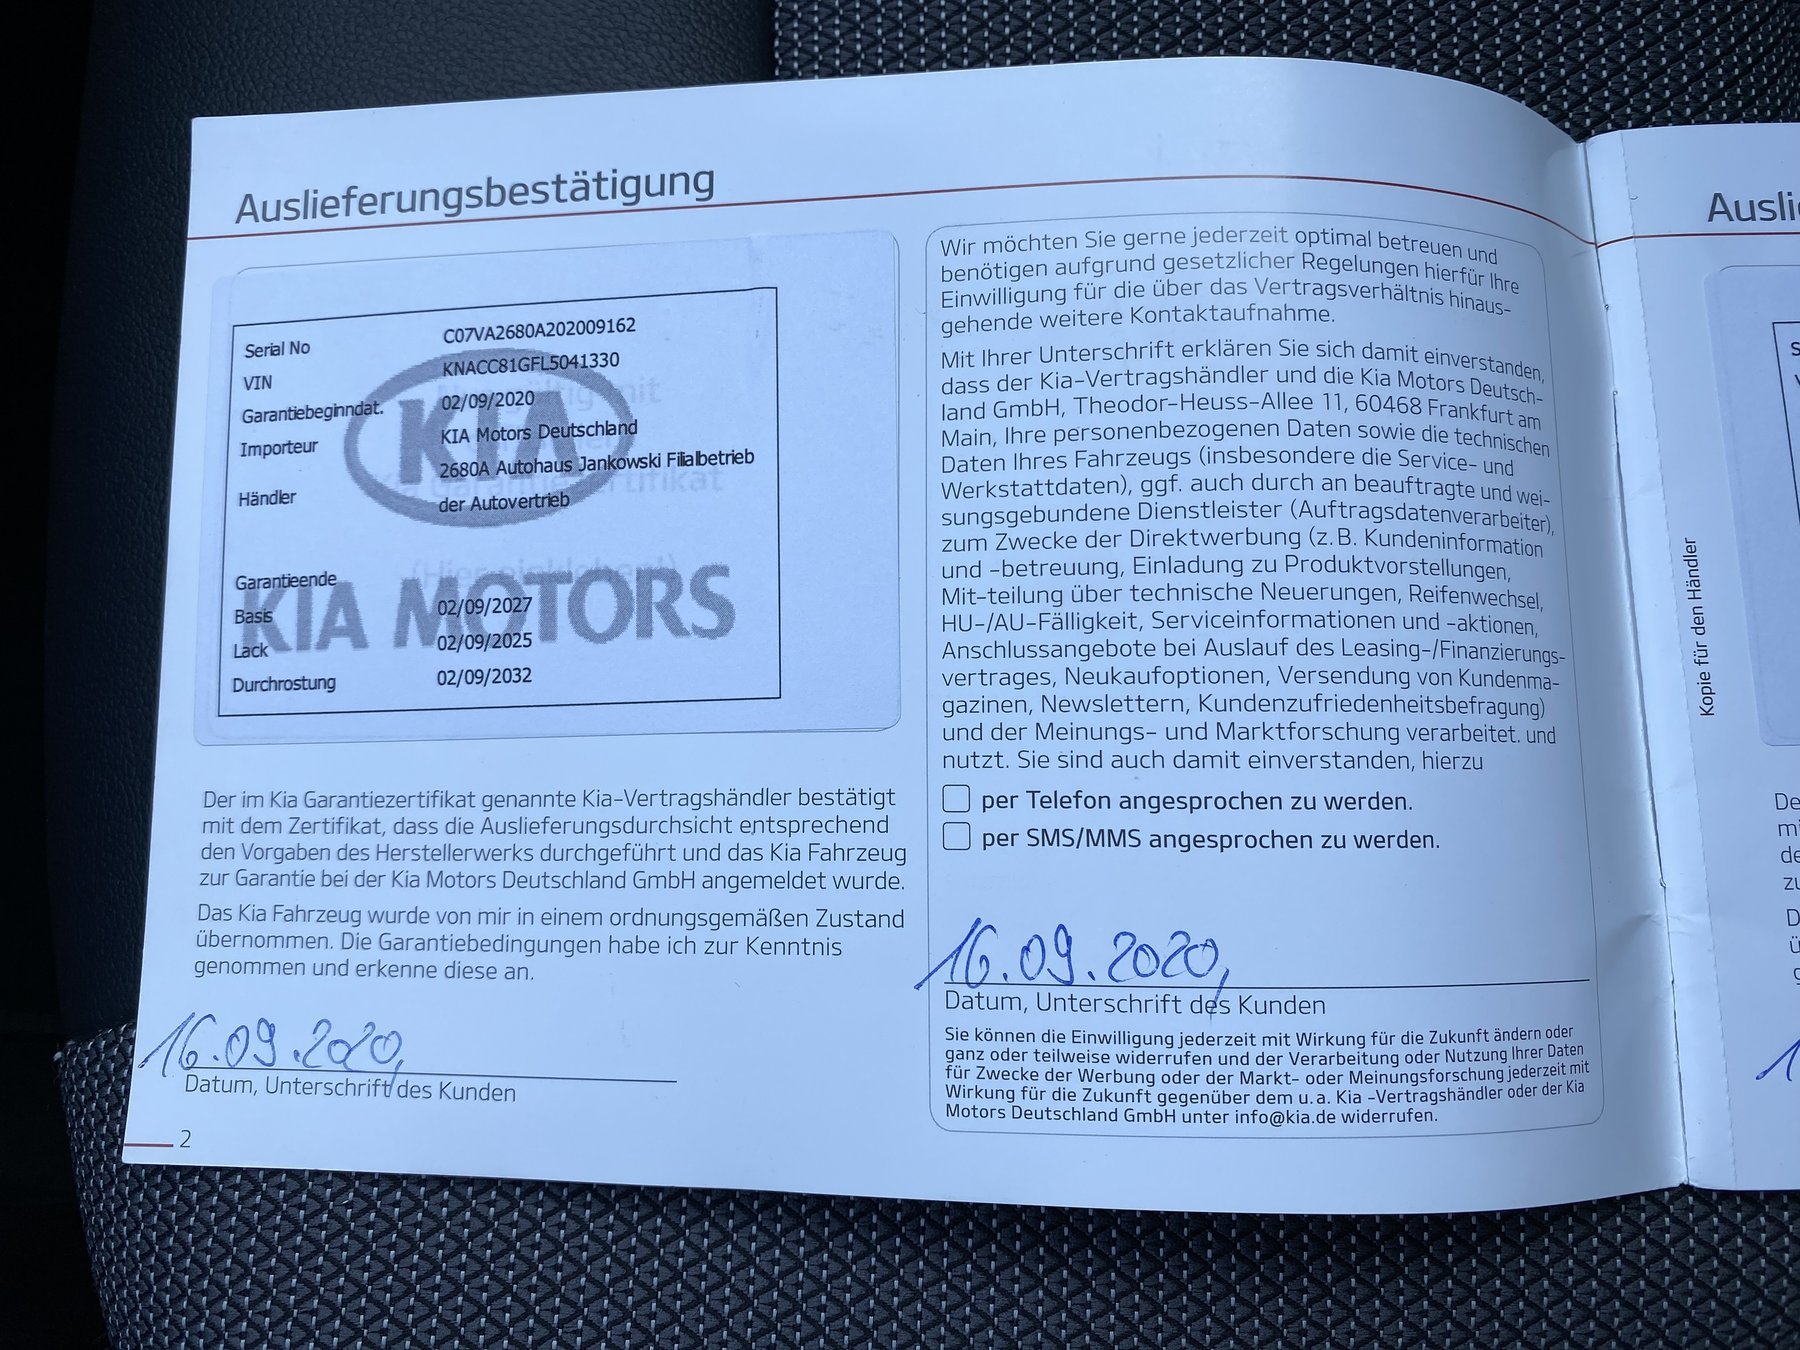 Auslieferungsbestätigung
Serial No C07VA2680A202009162
VIN KNACC81GFL5041330
Garantiebeginndat. 02/09/2020
Importeur KIA Motors Deutschland
Händler 2680A Autohaus Jankowski Filialbetrieb
der Autovertrieb
Garantieende
Basis 02/09/2027
Lack 02/09/2025
Durchrostung 02/09/2032
KIA
KIA MOTORS
Der im Kia Garantiezertifikat genannte Kia-Vertragshändler bestätigt
mit dem Zertifikat, dass die Auslieferungsdurchsicht entsprechend
den Vorgaben des Herstellerwerks durchgeführt und das Kia Fahrzeug
zur Garantie bei der Kia Motors Deutschland GmbH angemeldet wurde.
Das Kia Fahrzeug wurde von mir in einem ordnungsgemäßen Zustand
übernommen. Die Garantiebedingungen habe ich zur Kenntnis
genommen und erkenne diese an.
16.09.2020,
Datum, Unterschrift des Kunden
2
Wir möchten Sie gerne jederzeit optimal betreuen und
benötigen aufgrund gesetzlicher Regelungen hierfür Ihre
Einwilligung für die über das Vertragsverhältnis hinaus-
gehende weitere Kontaktaufnahme.
Mit Ihrer Unterschrift erklären Sie sich damit einverstanden,
dass der Kia-Vertragshändler und die Kia Motors Deutsch-
land GmbH, Theodor-Heuss-Allee 11, 60468 Frankfurt am
Main, Ihre personenbezogenen Daten sowie die technischen
Daten Ihres Fahrzeugs (insbesondere die Service- und
Werkstattdaten), ggf. auch durch an beauftragte und wei-
sungsgebundene Dienstleister (Auftragsdatenverarbeiter),
zum Zwecke der Direktwerbung (z.B. Kundeninformation
und -betreuung, Einladung zu Produktvorstellungen,
Mit-teilung über technische Neuerungen, Reifenwechsel,
HU-/AU-Fälligkeit, Serviceinformationen und -aktionen,
Anschlussangebote bei Auslauf des Leasing-/Finanzierungs-
vertrages, Neukaufoptionen, Versendung von Kundenma-
gazinen, Newslettern, Kundenzufriedenheitsbefragung)
und der Meinungs- und Marktforschung verarbeitet. und
nutzt. Sie sind auch damit einverstanden, hierzu
per Telefon angesprochen zu werden.
per SMS/MMS angesprochen zu werden.
16.09.2020,
Datum, Unterschrift des Kunden
Sie können die Einwilligung jederzeit mit Wirkung für die Zukunft ändern oder
ganz oder teilweise widerrufen und der Verarbeitung oder Nutzung Ihrer Daten
für Zwecke der Werbung oder der Markt- oder Meinungsforschung jederzeit mit
Wirkung für die Zukunft gegenüber dem u.a. Kia -Vertragshändler oder der Kia
Motors Deutschland GmbH unter info@kia.de widerrufen.
Kopie für den Händler